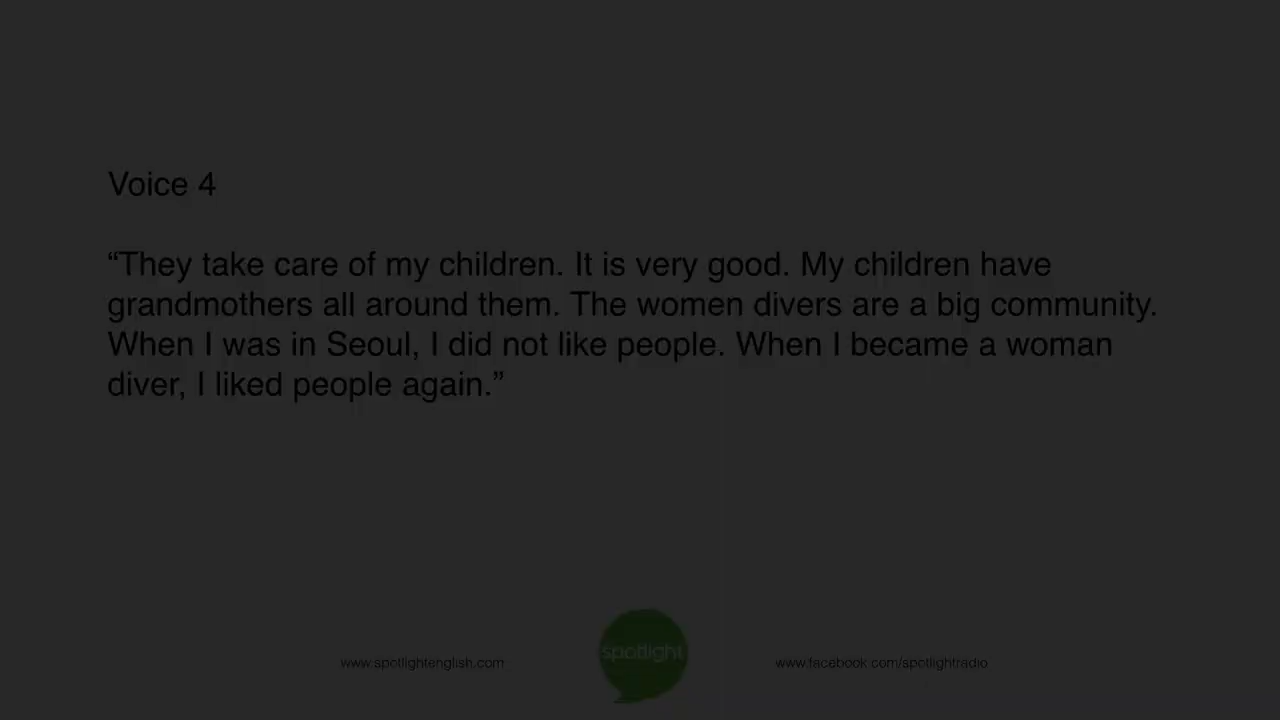 Voice 4
“They take care of my children. It is very good. My children have
grandmothers all around them. The women divers are a big community.
When I was in Seoul, I did not like people. When I became a woman
diver, I liked people again.”
spotlight
www.spotlightenglish.com
www.facebook.com/spotlightradio